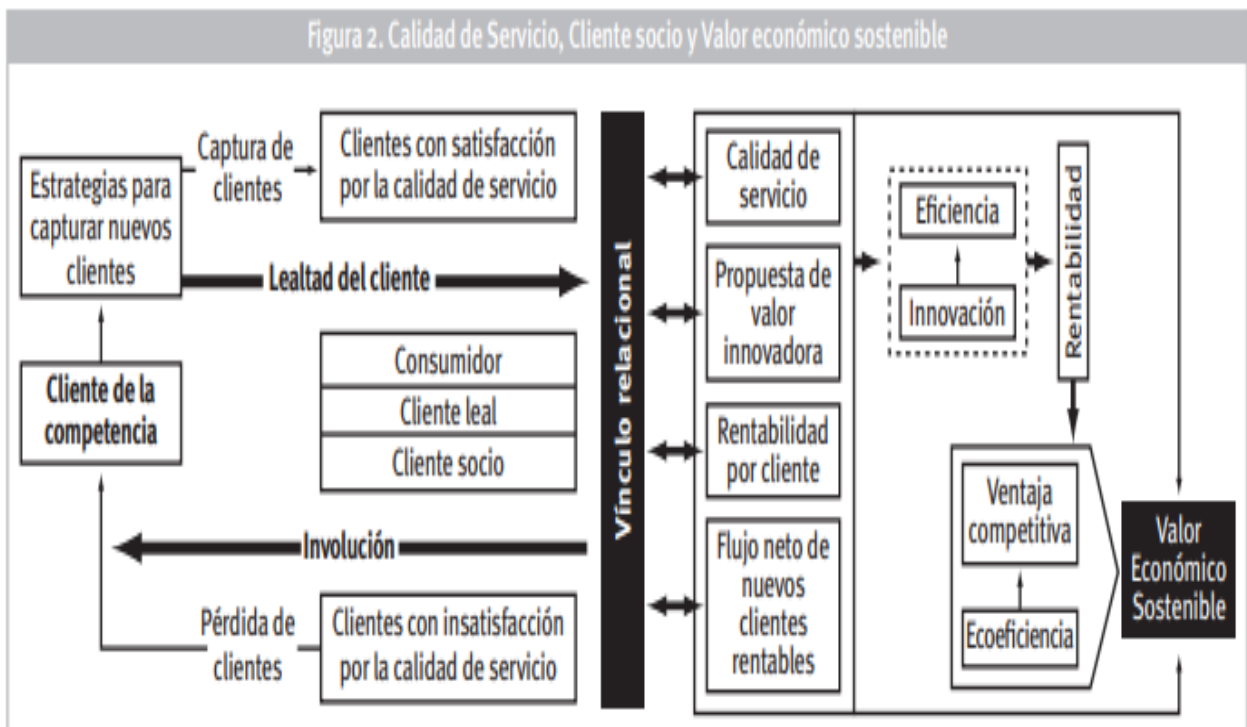 Figura 2. Calidad de Servicio, Cliente socio y Valor económico sostenible
Estrategias para
capturar nuevos
clientes
Captura de
clientes
Clientes con satisfacción
por la calidad de servicio
Lealtad del cliente
Cliente de la
competencia
Consumidor
Cliente leal
Cliente socio
Involución
Pérdida de
clientes
Clientes con insatisfacción
por la calidad de servicio
Vínculo relacional
Calidad de
servicio
Propuesta de
valor
innovadora
Rentabilidad
por cliente
Flujo neto de
nuevos
clientes
rentables
Eficiencia
Innovación
Rentabilidad
Ventaja
competitiva
Ecoeficiencia
Valor
Económico
Sostenible